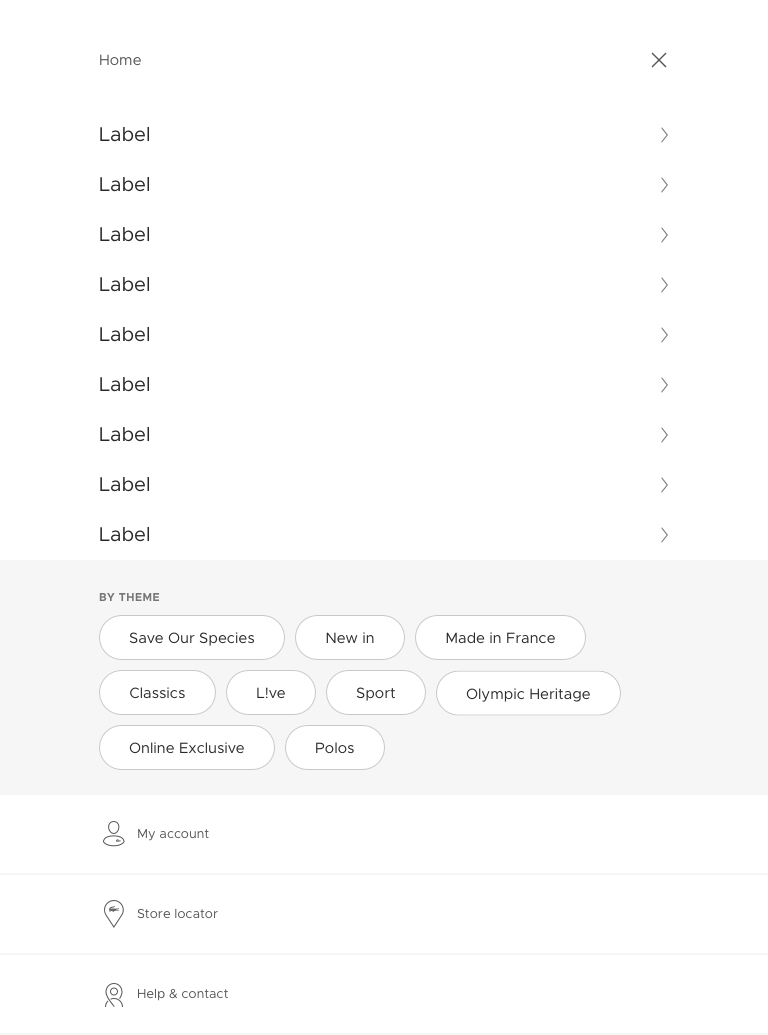 Home
Label
Label
Label
Label
Label
Label
Label
Label
Label
BY THEME
Save Our Species New in Made in France
Classics L!ve Sport Olympic Heritage
Online Exclusive Polos
My account
Store locator
Help & contact